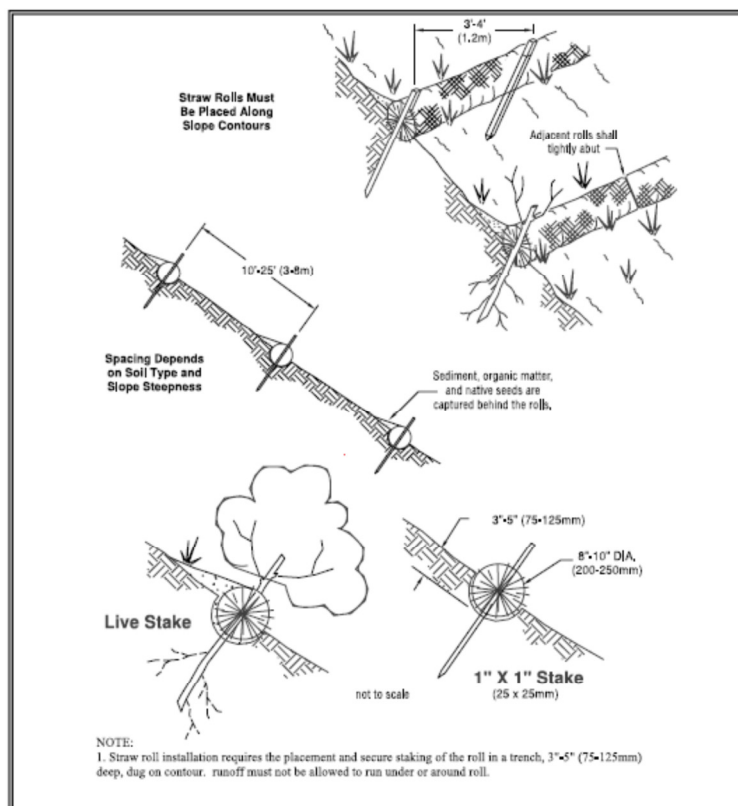 3'-4'
(1.2m)
Straw Rolls Must
Be Placed Along
Slope Contours
Adjacent rolls shall
tightly abut
10'-25' (3-8m)
Spacing Depends
on Soil Type and
Slope Steepness
Sediment, organic matter,
and native seeds are
captured behind the rolls.
3"-5" (75-125mm)
8"-10" DIA.
(200-250mm)
Live Stake
1" X 1" Stake
(25 x 25mm)
not to scale
NOTE:
1. Straw roll installation requires the placement and secure staking of the roll in a trench, 3"-5" (75-125mm)
deep, dug on contour. runoff must not be allowed to run under or around roll.